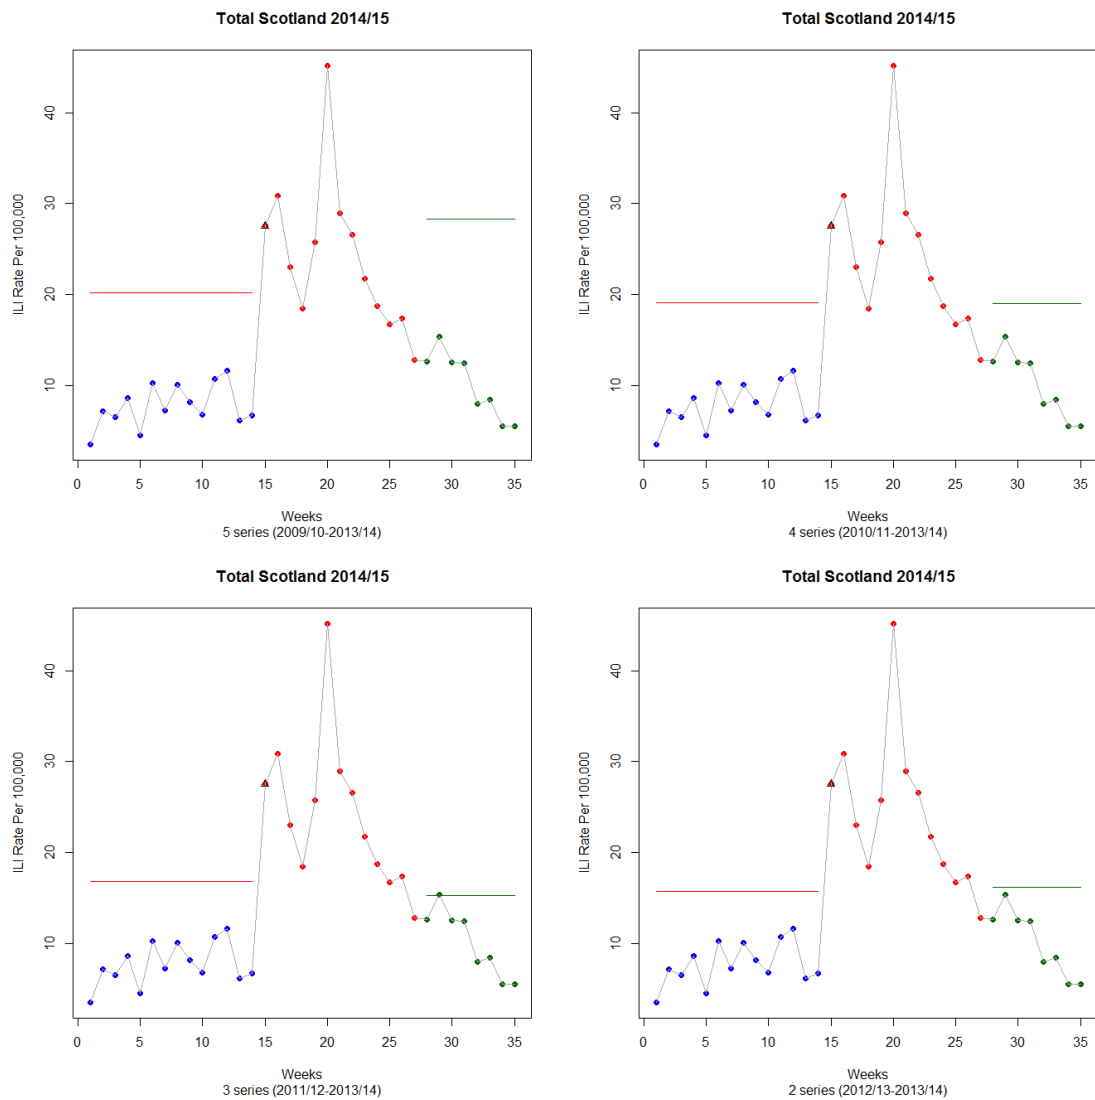 Total Scotland 2014/15
ILI Rate Per 100,000
40
30
20
10
0 5 10 15 20 25 30 35
Weeks
5 series (2009/10-2013/14)
Total Scotland 2014/15
ILI Rate Per 100,000
40
30
20
10
0 5 10 15 20 25 30 35
Weeks
4 series (2010/11-2013/14)
Total Scotland 2014/15
ILI Rate Per 100,000
40
30
20
10
0 5 10 15 20 25 30 35
Weeks
3 series (2011/12-2013/14)
Total Scotland 2014/15
ILI Rate Per 100,000
40
30
20
10
0 5 10 15 20 25 30 35
Weeks
2 series (2012/13-2013/14)